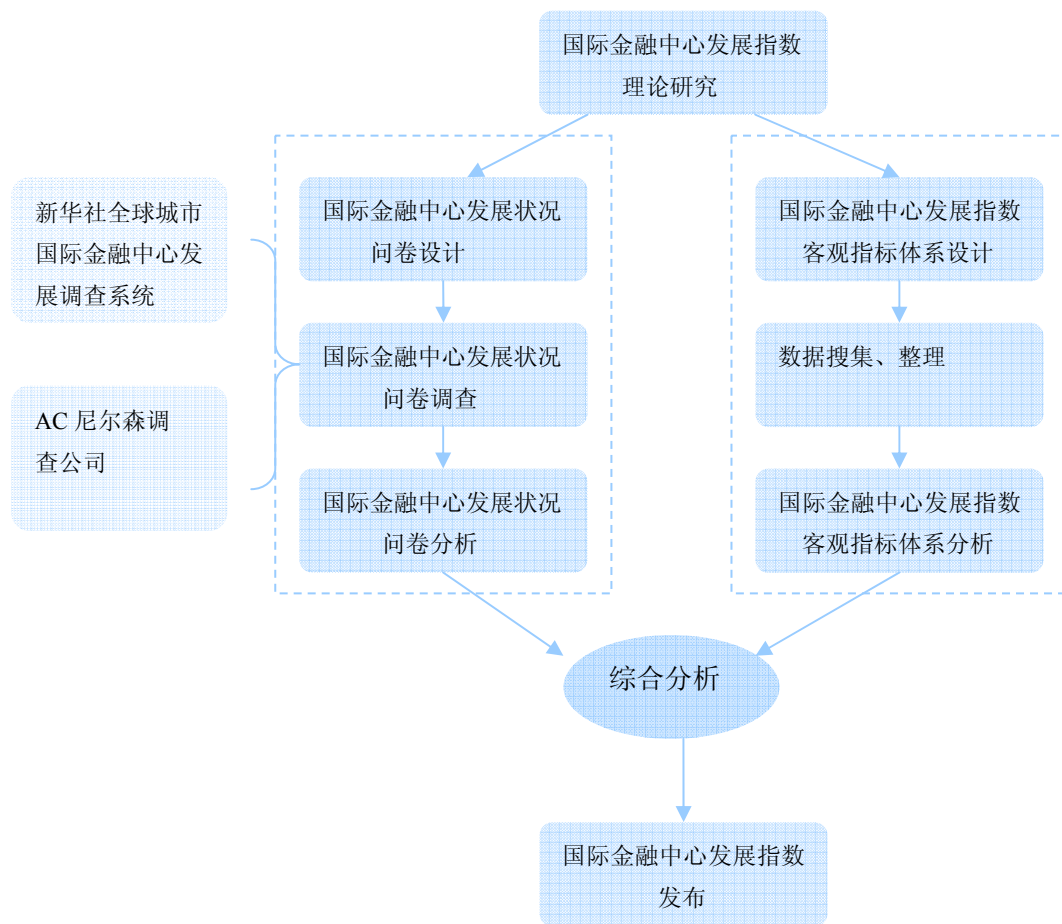 国际金融中心发展指数
理论研究
新华社全球城市
国际金融中心发
展调查系统
AC 尼尔森调
查公司
国际金融中心发展状况
问卷设计
国际金融中心发展状况
问卷调查
国际金融中心发展状况
问卷分析
国际金融中心发展指数
客观指标体系设计
数据搜集、整理
国际金融中心发展指数
客观指标体系分析
综合分析
国际金融中心发展指数
发布